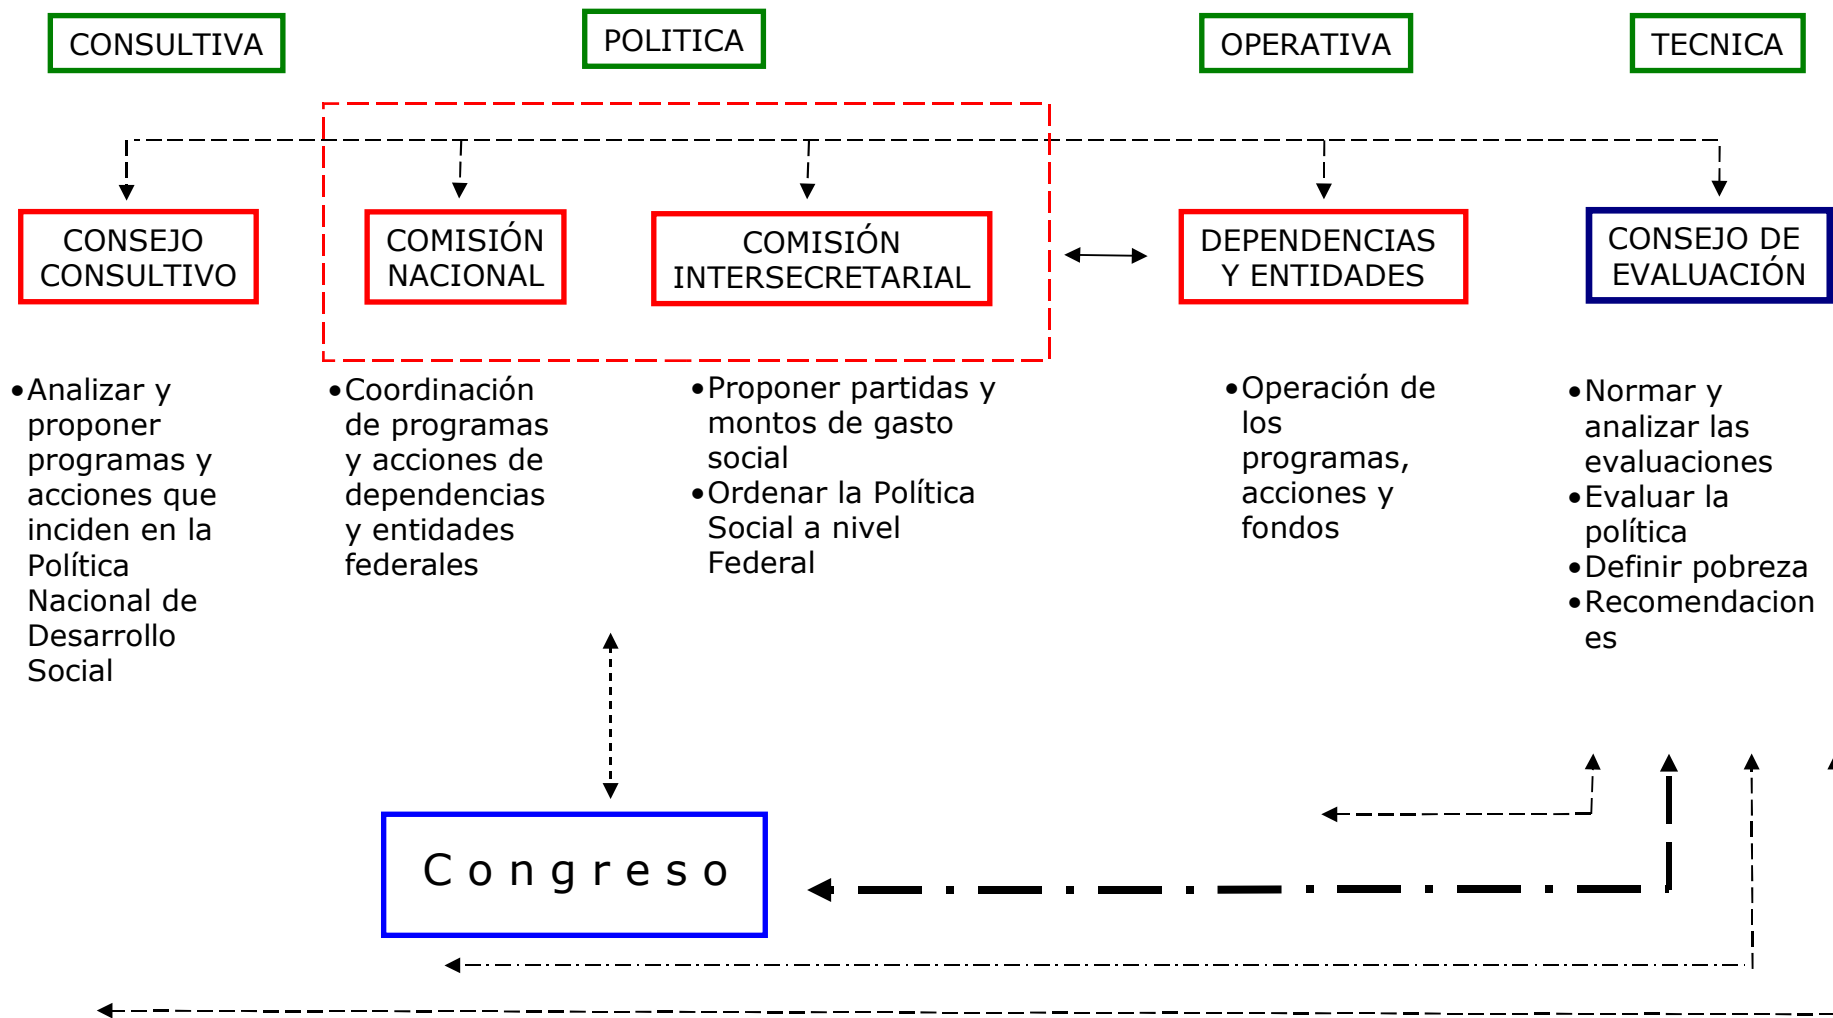 CONSULTIVA
POLITICA
OPERATIVA
TECNICA
CONSEJO
CONSULTIVO
COMISIÓN
NACIONAL
COMISIÓN
INTERSECRETARIAL
DEPENDENCIAS
Y ENTIDADES
CONSEJO DE
EVALUACIÓN
•Analizar y
proponer
programas y
acciones que
inciden en la
Política
Nacional de
Desarrollo
Social
•Coordinación
de programas
y acciones de
dependencias
y entidades
federales
•Proponer partidas y
montos de gasto
social
•Ordenar la Política
Social a nivel
Federal
•Operación de
los
programas,
acciones y
fondos
•Normar y
analizar las
evaluaciones
•Evaluar la
política
•Definir pobreza
•Recomendacion
es
Congreso